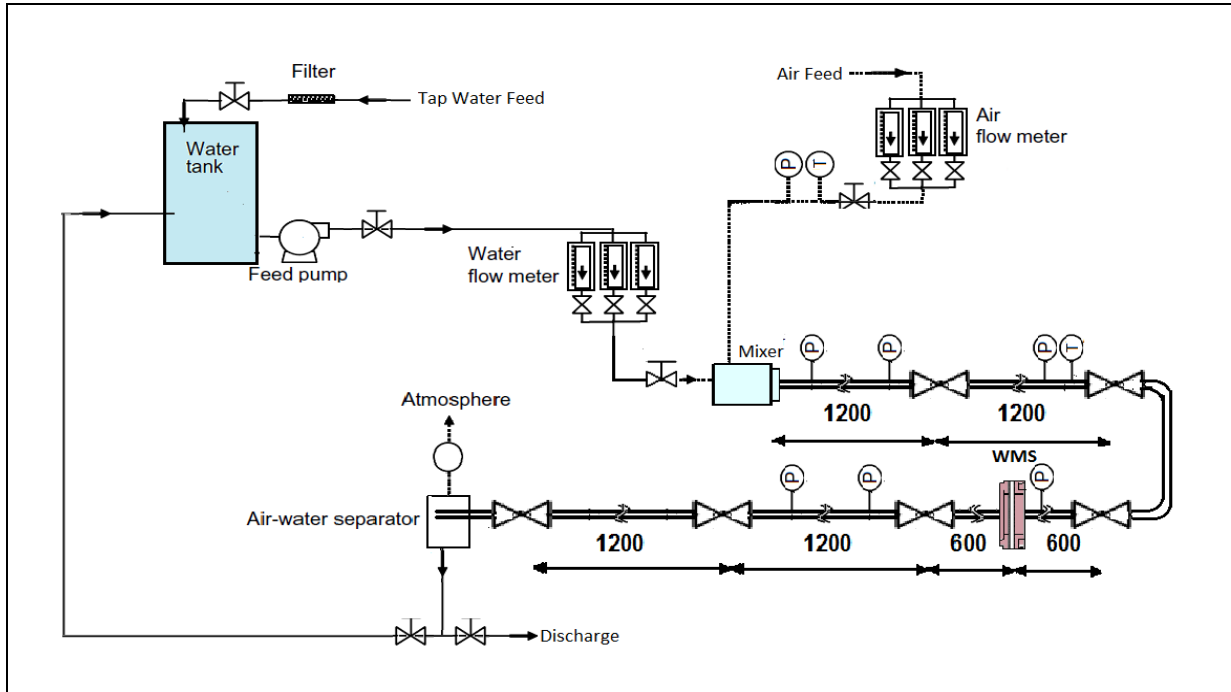 Filter
Tap Water Feed
Air Feed
Air
flow meter
Water
tank
P
T
Feed pump
Water
flow meter
Mixer
P
P
P
T
1200
1200
Atmosphere
WMS
P
P
P
Air-water separator
1200
1200
600
600
Discharge